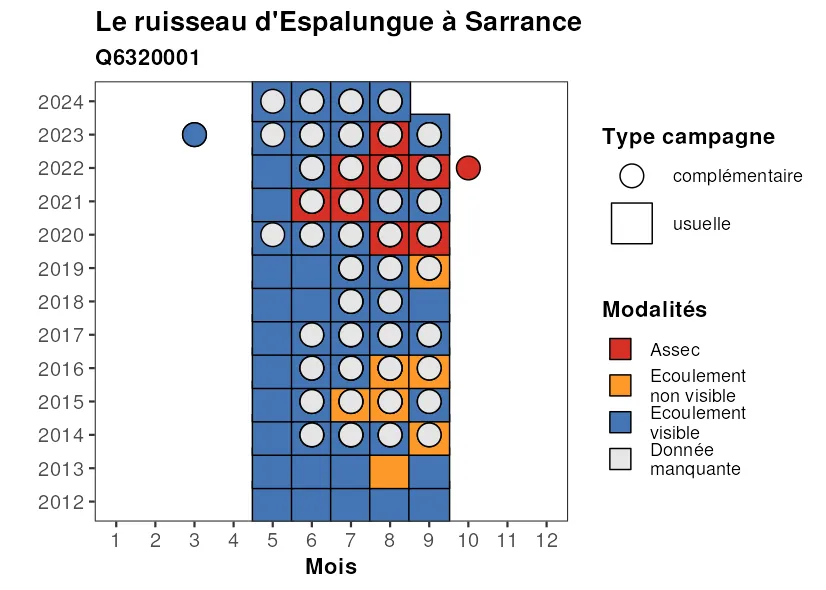 Le ruisseau d'Espalungue à Sarrance
Q6320001
2024
2023
2022
2021
2020
2019
2018
2017
2016
2015
2014
2013
2012
1 2 3 4 5 6 7 8 9 10 11 12
Mois
Type campagne
complémentaire
usuelle
Modalités
Assec
Ecoulement
non visible
Ecoulement
visible
Donnée
manquante